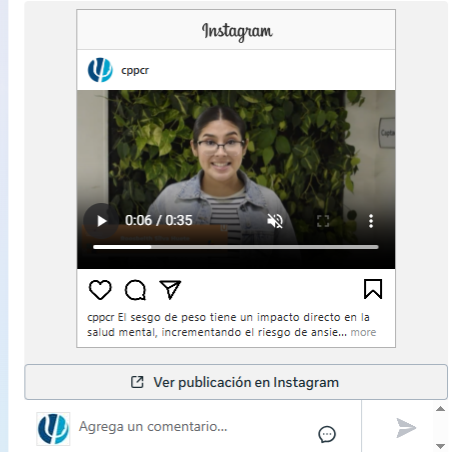 Instagram
cppcr
0:06 / 0:35
cppcr El sesgo de peso tiene un impacto directo en la
salud mental, incrementando el riesgo de ansie... more
Ver publicación en Instagram
Agrega un comentario...